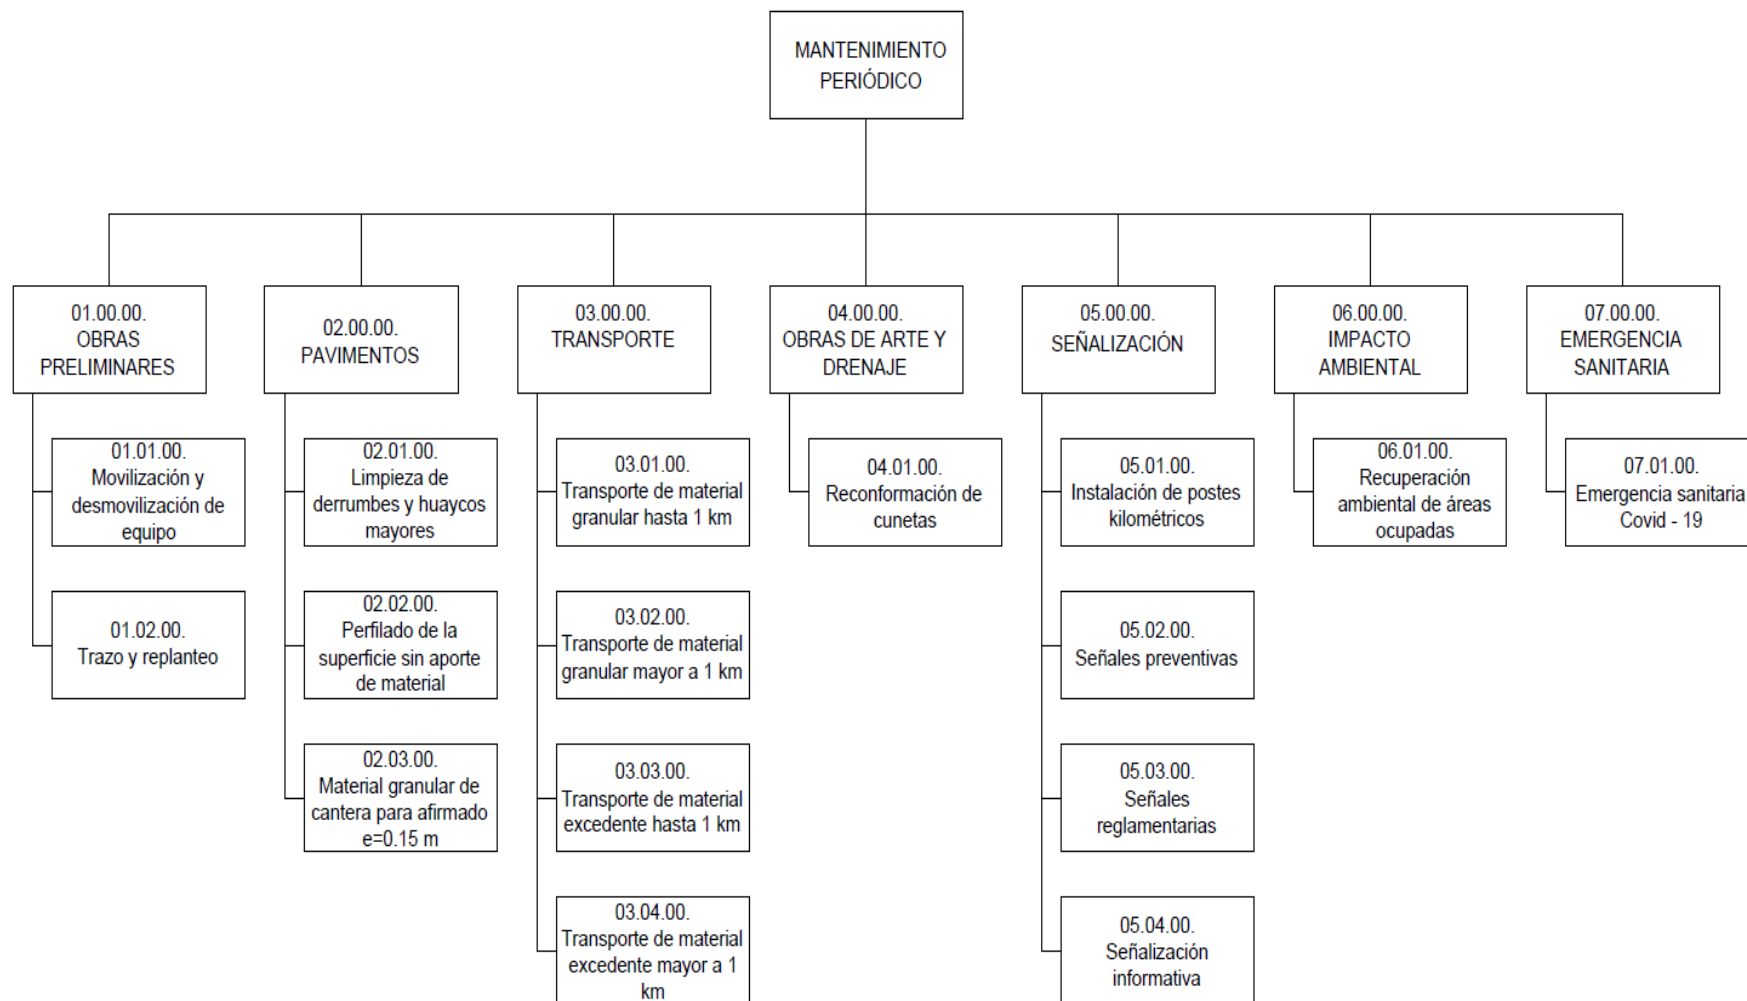 MANTENIMIENTO
PERIÓDICO
01.00.00.
OBRAS
PRELIMINARES
02.00.00.
PAVIMENTOS
03.00.00.
TRANSPORTE
04.00.00.
OBRAS DE ARTE Y
DRENAJE
05.00.00.
SEÑALIZACIÓN
06.00.00.
IMPACTO
AMBIENTAL
07.00.00.
EMERGENCIA
SANITARIA
01.01.00.
Movilización y
desmovilización de
equipo
01.02.00.
Trazo y replanteo
02.01.00.
Limpieza de
derrumbes y huaycos
mayores
02.02.00.
Perfilado de la
superficie sin aporte
de material
02.03.00.
Material granular de
cantera para afirmado
e=0.15 m
03.01.00.
Transporte de material
granular hasta 1 km
03.02.00.
Transporte de material
granular mayor a 1 km
03.03.00.
Transporte de material
excedente hasta 1 km
03.04.00.
Transporte de material
excedente mayor a 1
km
04.01.00.
Reconformación de
cunetas
05.01.00.
Instalación de postes
kilométricos
05.02.00.
Señales preventivas
05.03.00.
Señales
reglamentarias
05.04.00.
Señalización
informativa
06.01.00.
Recuperación
ambiental de áreas
ocupadas
07.01.00.
Emergencia sanitaria
Covid - 19